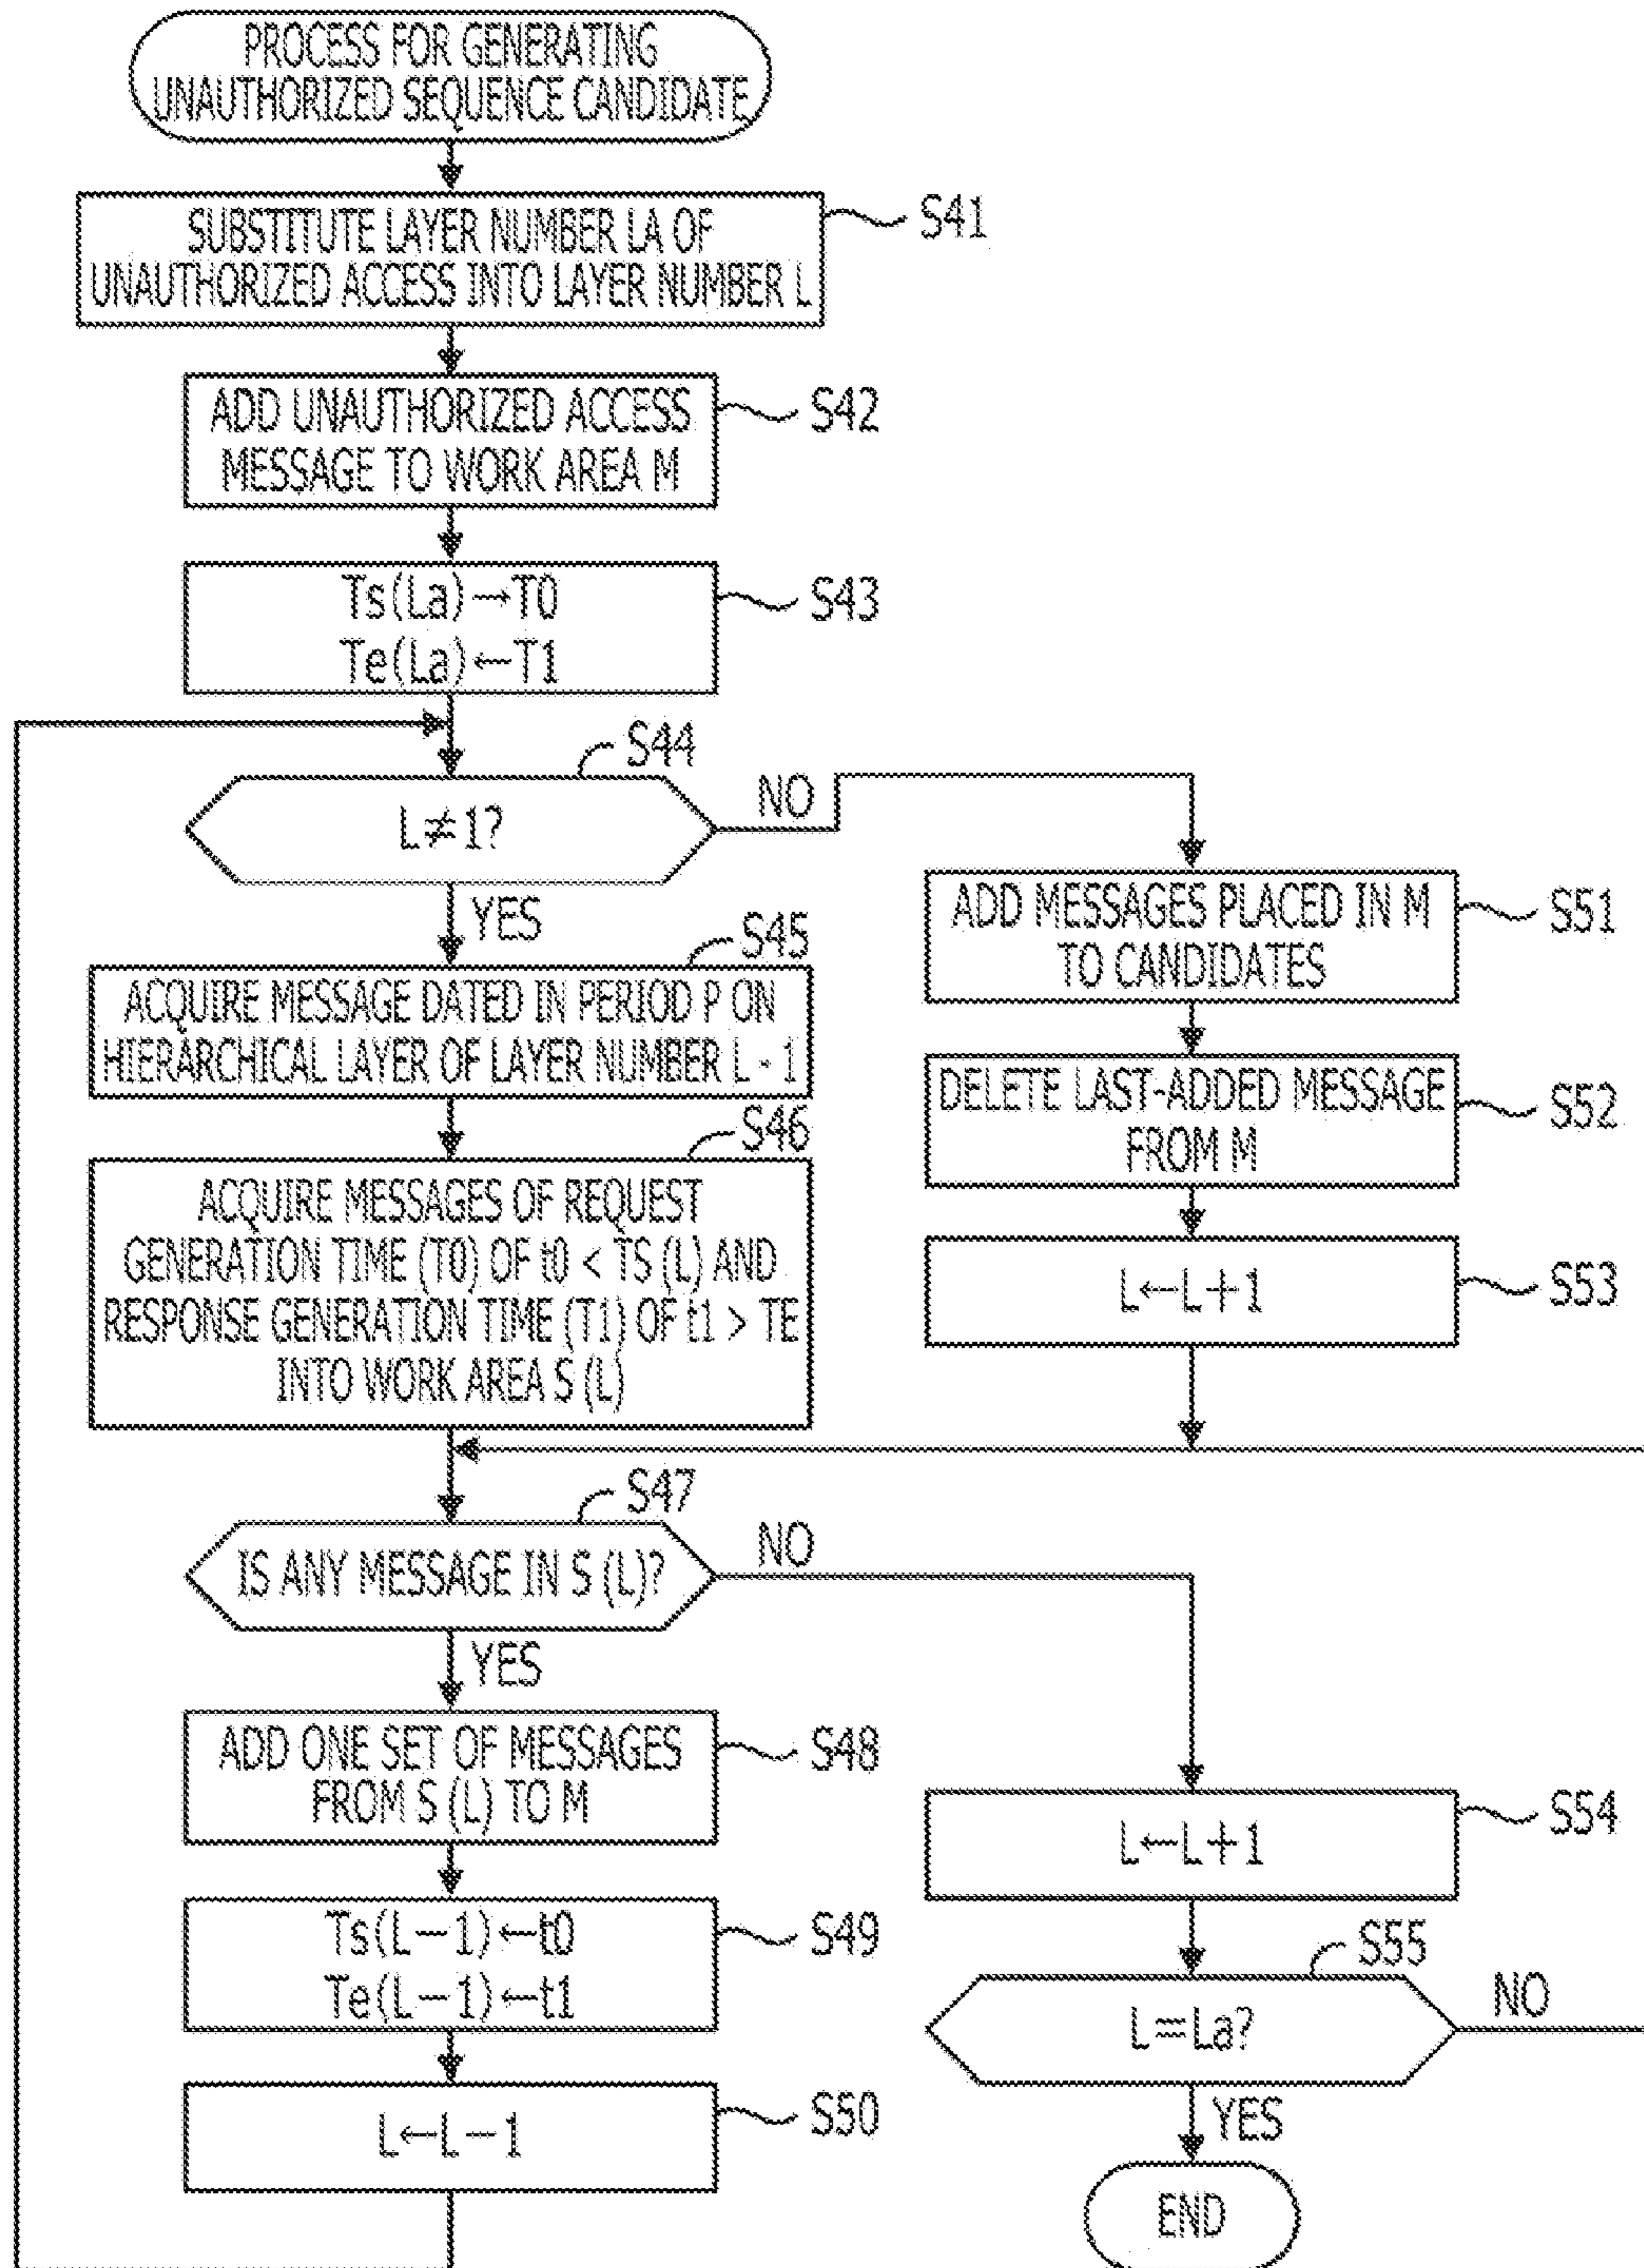 PROCESS FOR GENERATING
UNAUTHORIZED SEQUENCE CANDIDATE
SUBSTITUTE LAYER NUMBER LA OF
UNAUTHORIZED ACCESS INTO LAYER NUMBER L
S41
ADD UNAUTHORIZED ACCESS
MESSAGE TO WORK AREA M
S42
Ts(La)→T0
Te(La)←T1
S43
S44
L≠1?
NO
YES
S45
ACQUIRE MESSAGE DATED IN PERIOD P ON
HIERARCHICAL LAYER OF LAYER NUMBER L - 1
S46
ACQUIRE MESSAGES OF REQUEST
GENERATION TIME (T0) OF t0 < TS (L) AND
RESPONSE GENERATION TIME (T1) OF t1 > TE
INTO WORK AREA S (L)
ADD MESSAGES PLACED IN M
TO CANDIDATES
S51
DELETE LAST-ADDED MESSAGE
FROM M
S52
L←L+1
S53
S47
IS ANY MESSAGE IN S (L)?
NO
YES
ADD ONE SET OF MESSAGES
FROM S (L) TO M
S48
Ts(L−1)←t0
Te(L−1)←t1
S49
L←L−1
S50
L←L+1
S54
S55
L=La?
NO
YES
END